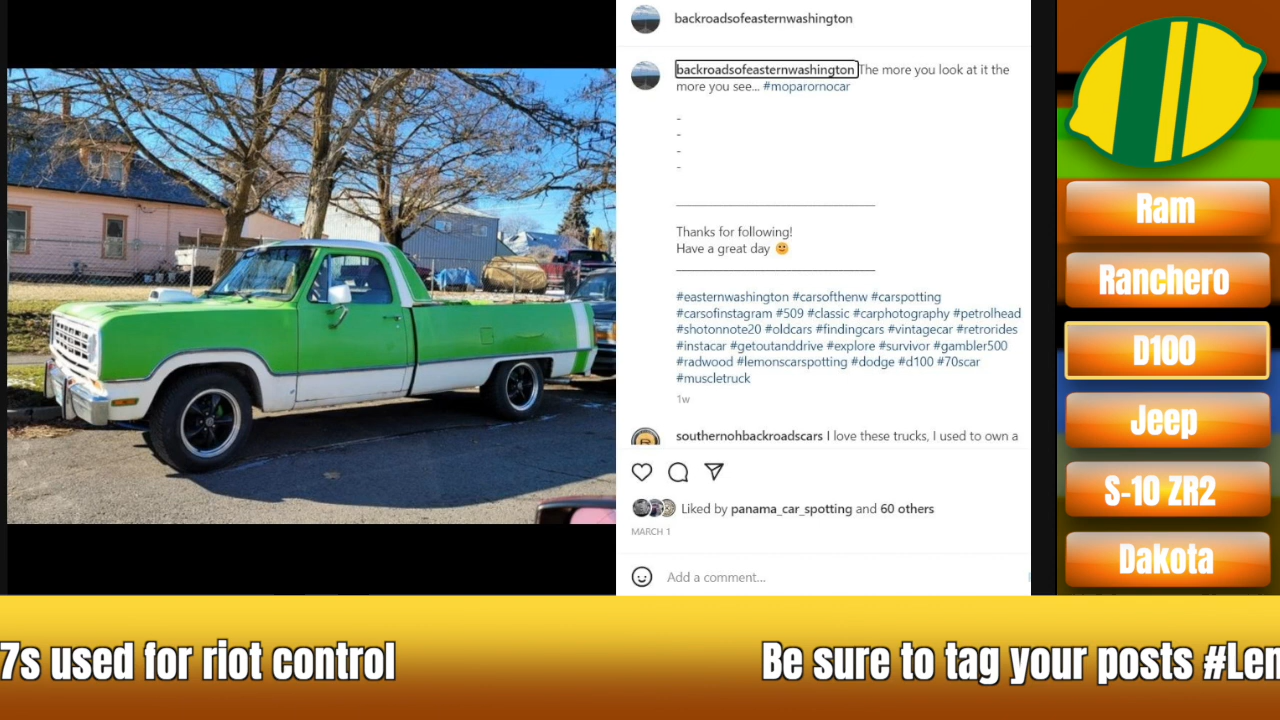 backroadsofeasternwashington
backroadsofeasternwashington The more you look at it the
more you see... #moparornocar
-
-
-
-
Thanks for following!
Have a great day 🙂
#easternwashington #carsofthenw #carspotting
#carsofinstagram #509 #classic #carphotography #petrolhead
#shotonnote20 #oldcars #findingcars #vintagecar #retrorides
#instacar #getoutanddrive #explore #survivor #gambler500
#radwood #lemonscarspotting #dodge #d100 #70scar
#muscletruck
1w
southernohbackroadscars I love these trucks, I used to own a
Liked by panama_car_spotting and 60 others
MARCH 1
Add a comment...
Ram
Ranchero
D100
Jeep
S-10 ZR2
Dakota
7s used for riot control
Be sure to tag your posts #Len